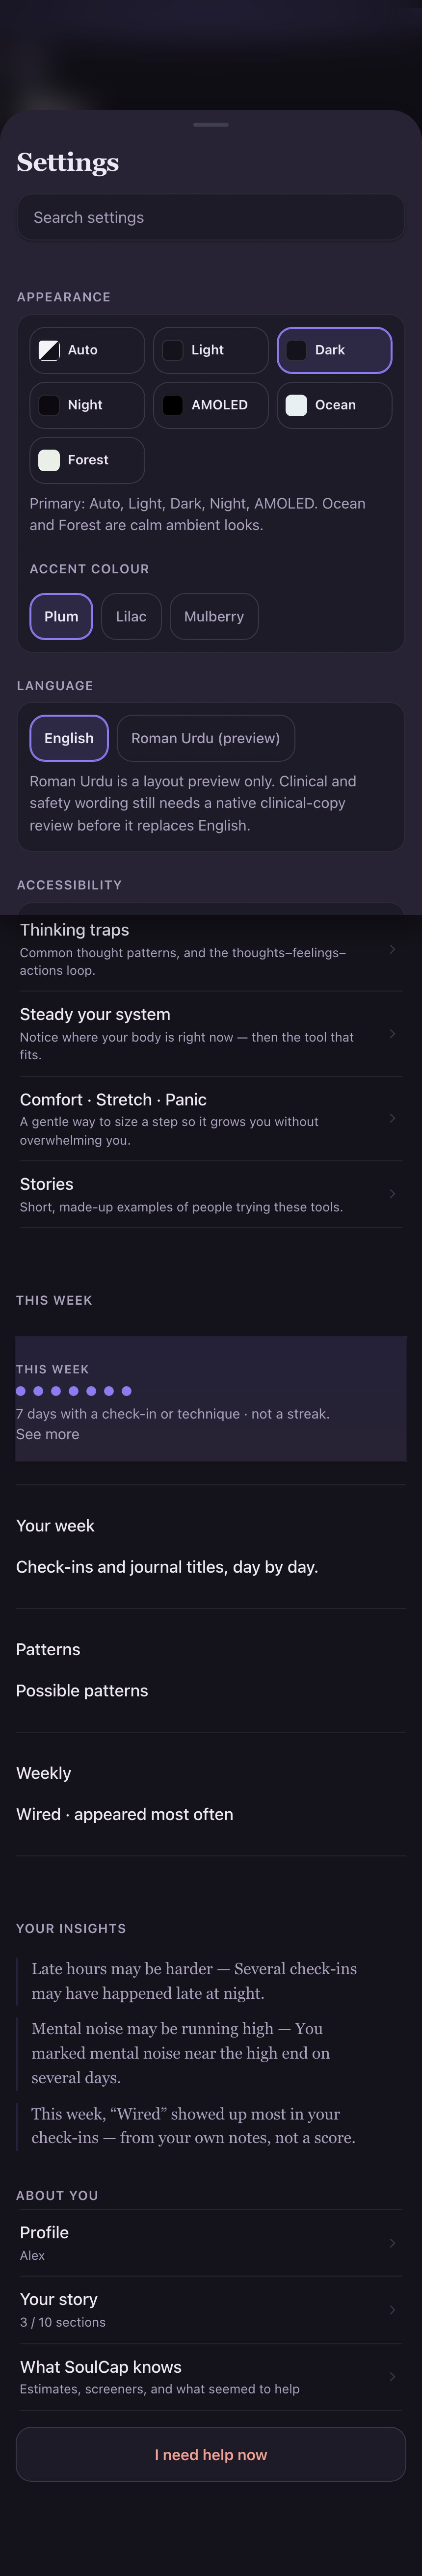 Settings
Search settings
APPEARANCE
Auto
Light
Dark
Night
AMOLED
Ocean
Forest
Primary: Auto, Light, Dark, Night, AMOLED. Ocean
and Forest are calm ambient looks.
ACCENT COLOUR
Plum
Lilac
Mulberry
LANGUAGE
English
Roman Urdu (preview)
Roman Urdu is a layout preview only. Clinical and
safety wording still needs a native clinical-copy
review before it replaces English.
ACCESSIBILITY
Thinking traps
Common thought patterns, and the thoughts–feelings–
actions loop.
Steady your system
Notice where your body is right now — then the tool that
fits.
Comfort · Stretch · Panic
A gentle way to size a step so it grows you without
overwhelming you.
Stories
Short, made-up examples of people trying these tools.
THIS WEEK
THIS WEEK
7 days with a check-in or technique · not a streak.
See more
Your week
Check-ins and journal titles, day by day.
Patterns
Possible patterns
Weekly
Wired · appeared most often
YOUR INSIGHTS
Late hours may be harder — Several check-ins
may have happened late at night.
Mental noise may be running high — You
marked mental noise near the high end on
several days.
This week, “Wired” showed up most in your
check-ins — from your own notes, not a score.
ABOUT YOU
Profile
Alex
Your story
3 / 10 sections
What SoulCap knows
Estimates, screeners, and what seemed to help
I need help now